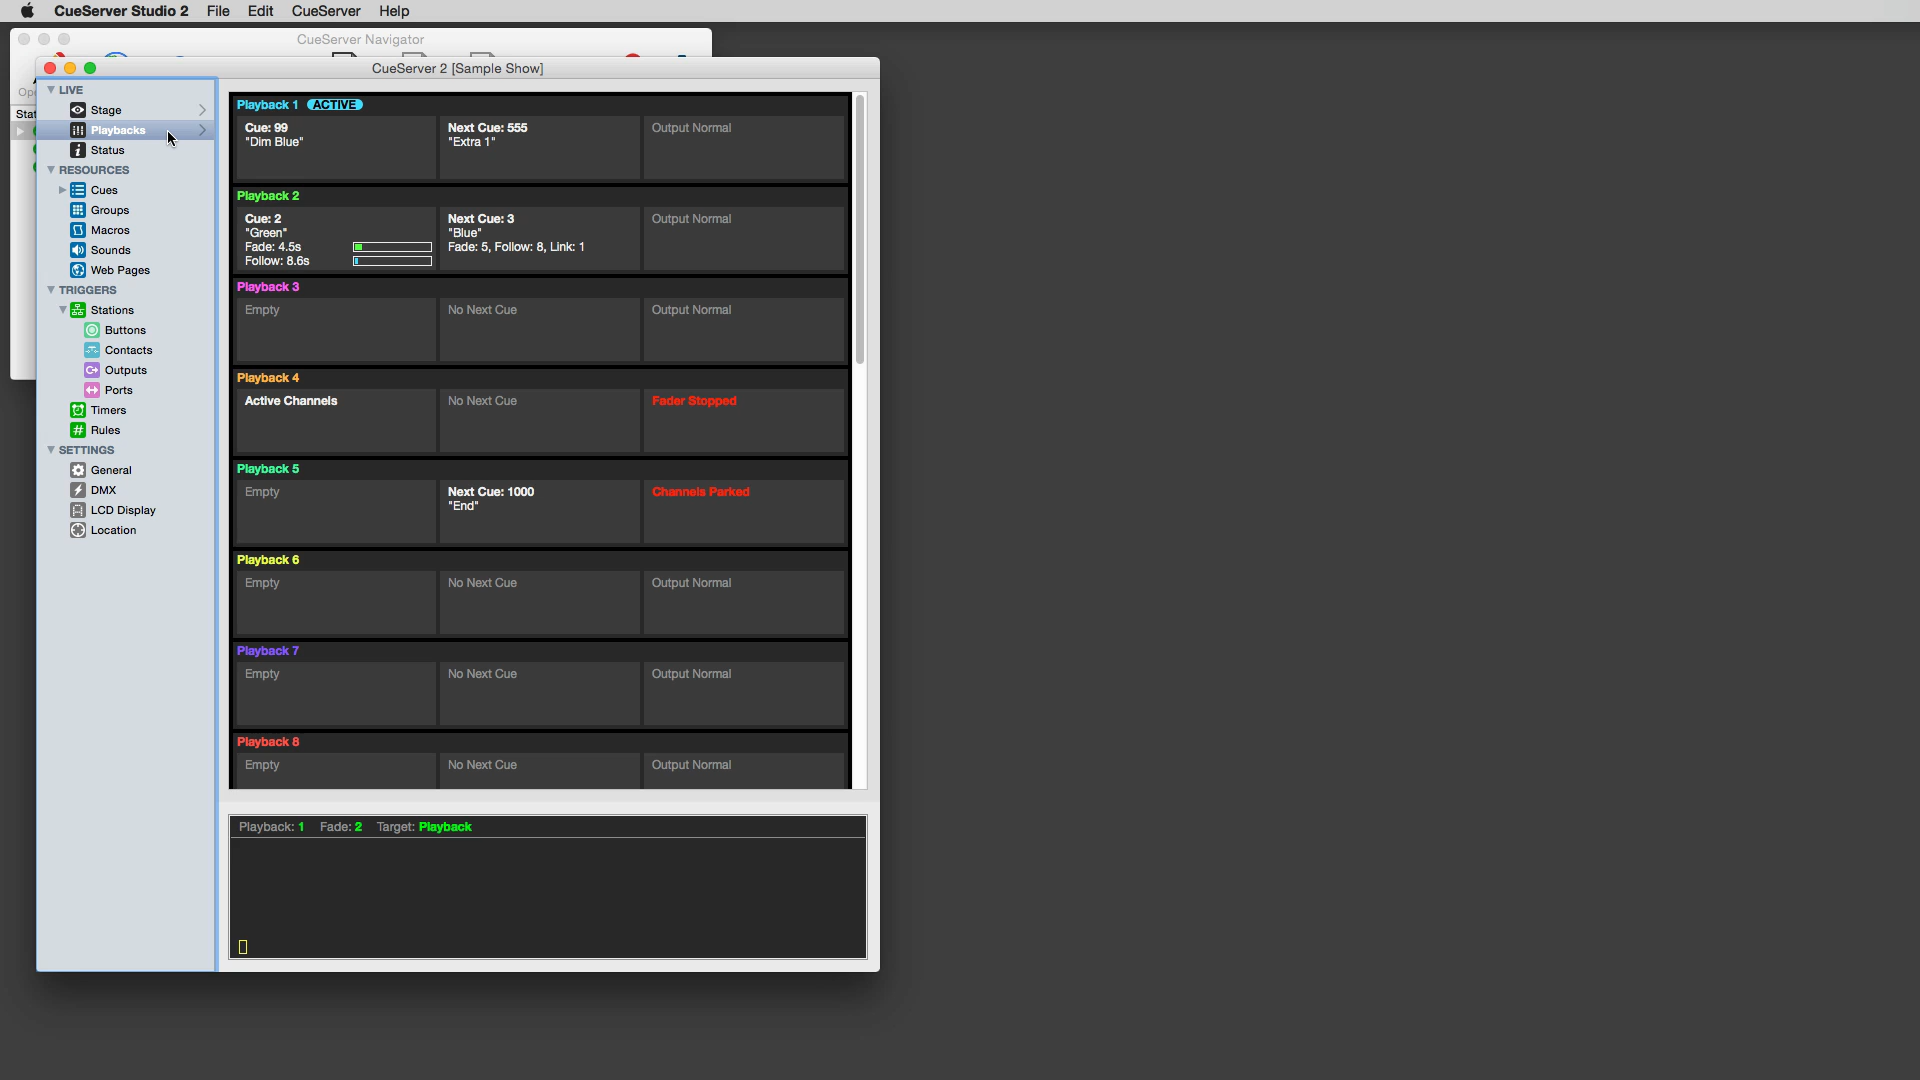 CueServer Studio 2 File Edit CueServer Help
CueServer Navigator
CueServer 2 [Sample Show]
LIVE
Stage
Playbacks
Status
RESOURCES
Cues
Groups
Macros
Sounds
Web Pages
TRIGGERS
Stations
Buttons
Contacts
Outputs
Ports
Timers
Rules
SETTINGS
General
DMX
LCD Display
Location
Playback 1 ACTIVE
Cue: 99
"Dim Blue"
Next Cue: 555
"Extra 1"
Output Normal
Playback 2
Cue: 2
"Green"
Fade: 4.5s
Follow: 8.6s
Next Cue: 3
"Blue"
Fade: 5, Follow: 8, Link: 1
Output Normal
Playback 3
Empty
No Next Cue
Output Normal
Playback 4
Active Channels
No Next Cue
Fader Stopped
Playback 5
Empty
Next Cue: 1000
"End"
Channels Parked
Playback 6
Empty
No Next Cue
Output Normal
Playback 7
Empty
No Next Cue
Output Normal
Playback 8
Empty
No Next Cue
Output Normal
Playback: 1 Fade: 2 Target: Playback